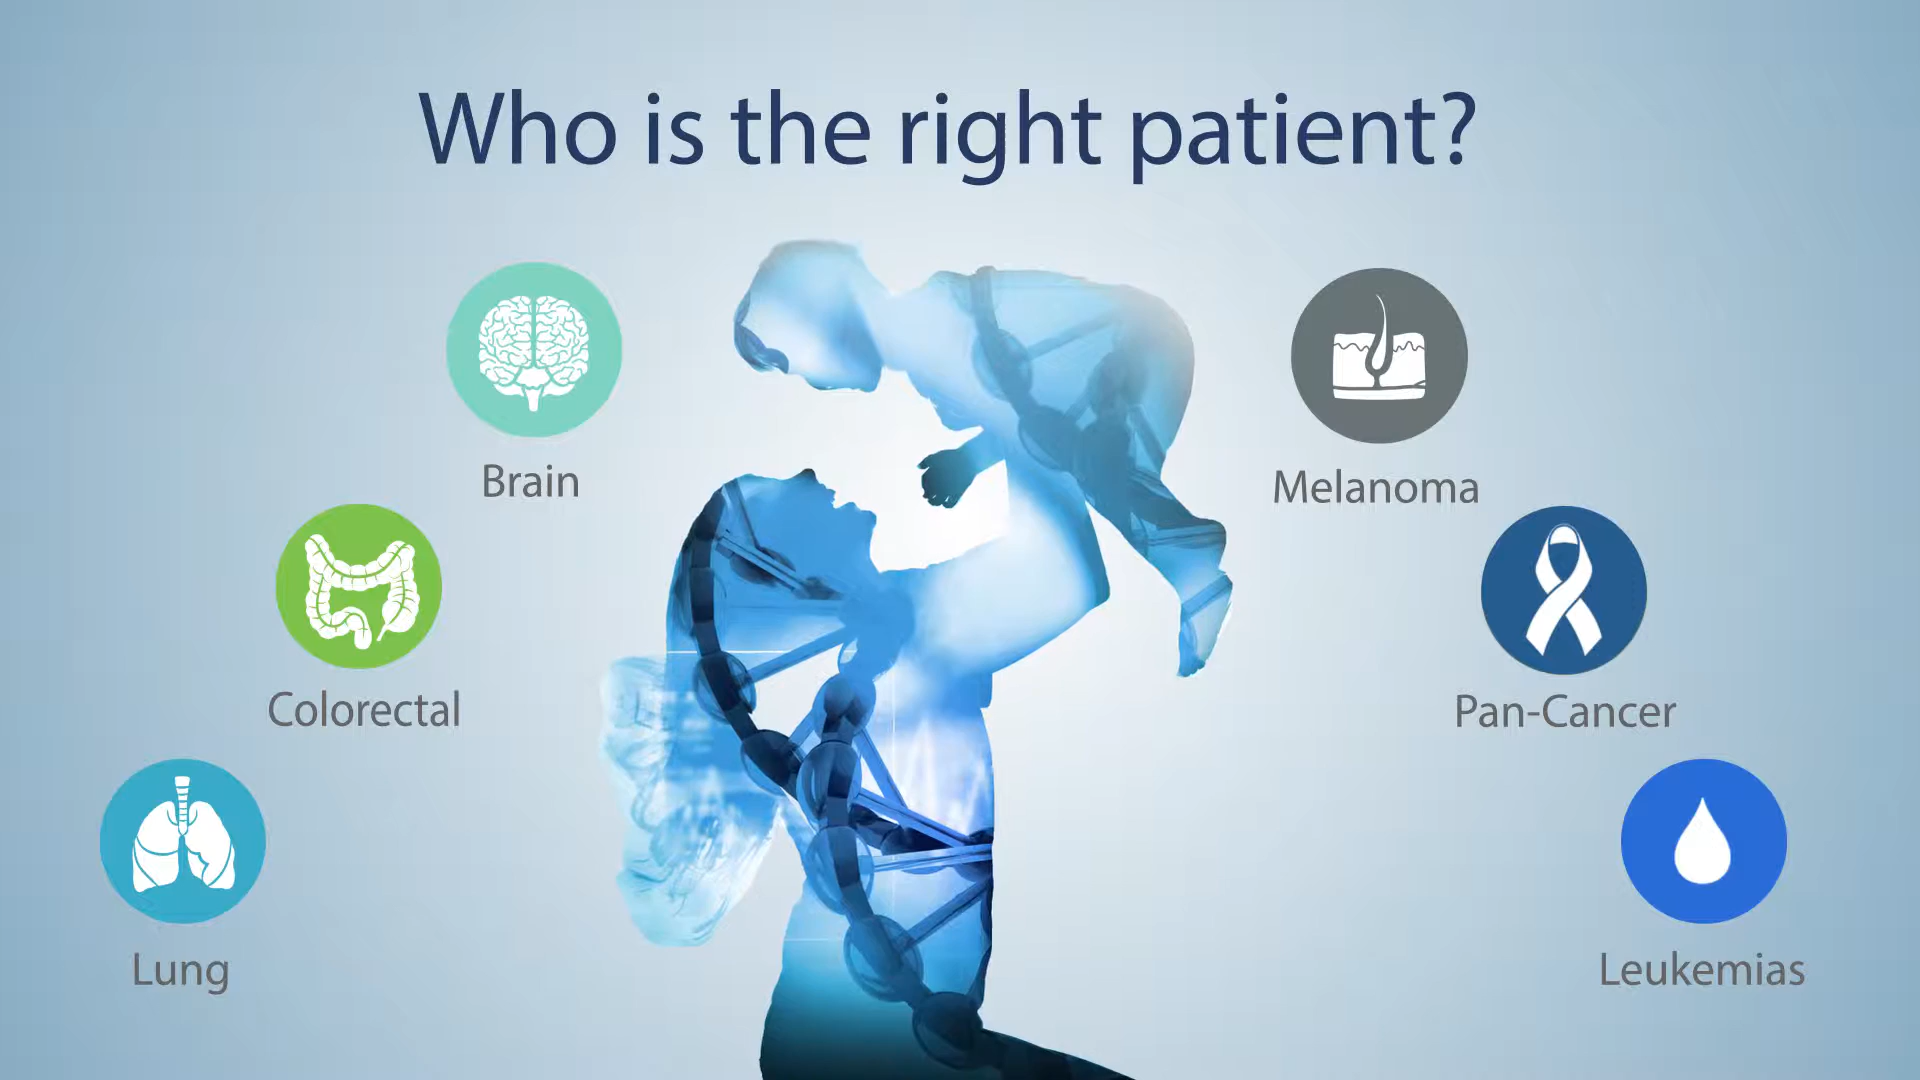 Who is the right patient?
Brain
Melanoma
Colorectal
Pan-Cancer
Lung
Leukemias